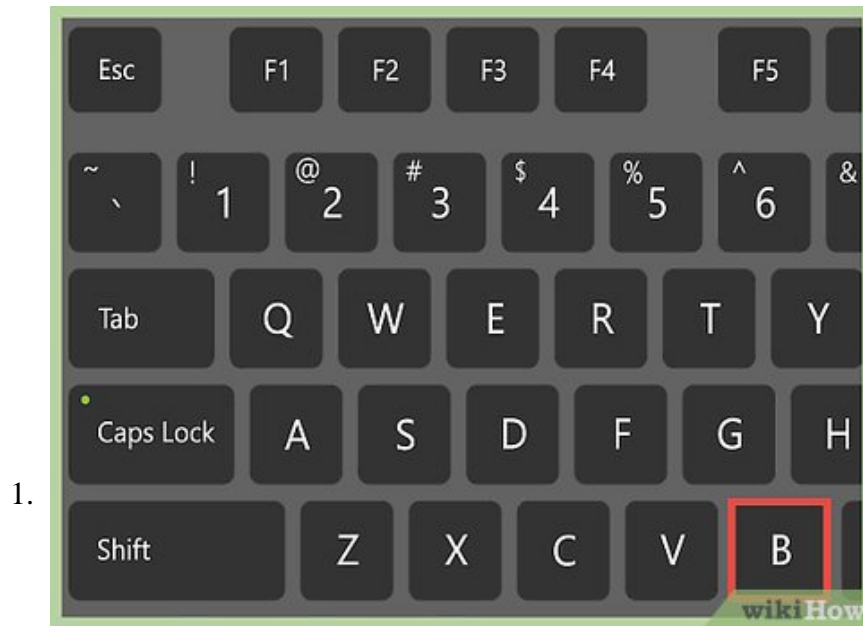 Esc F1 F2 F3 F4 F5
~ ` ! 1 @ 2 # 3 $ 4 % 5 ^ 6 &
Tab Q W E R T Y
Caps Lock A S D F G H
1.
Shift Z X C V B
wikiHow